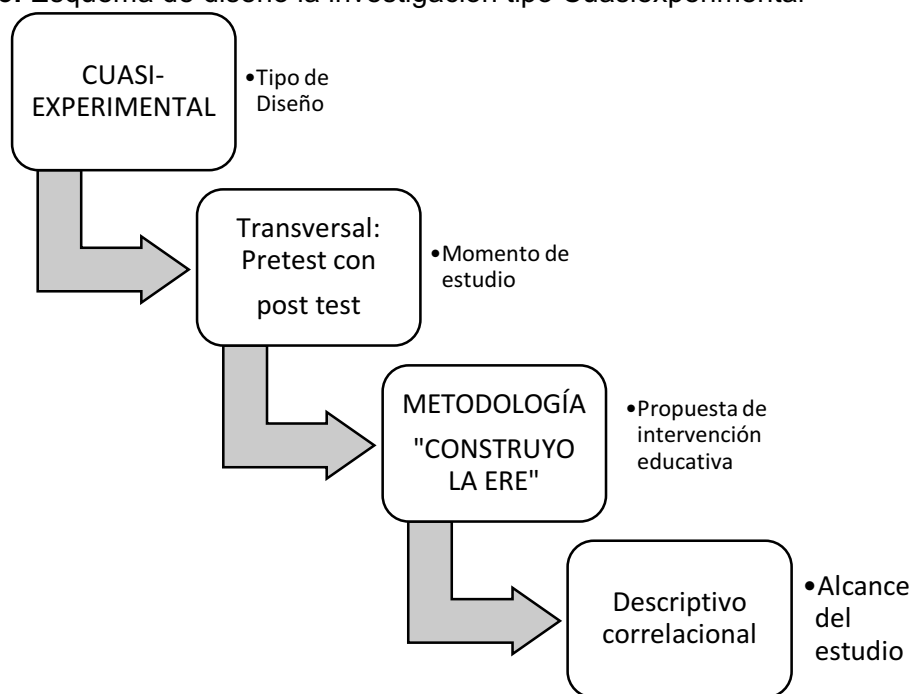 Esquema de diseño la investigación tipo Cuasiexperimental
CUASI-
EXPERIMENTAL
•Tipo de
Diseño
Transversal:
Pretest con
post test
•Momento de
estudio
METODOLOGÍA
"CONSTRUYO
LA ERE"
•Propuesta de
intervención
educativa
Descriptivo
correlacional
•Alcance
del
estudio